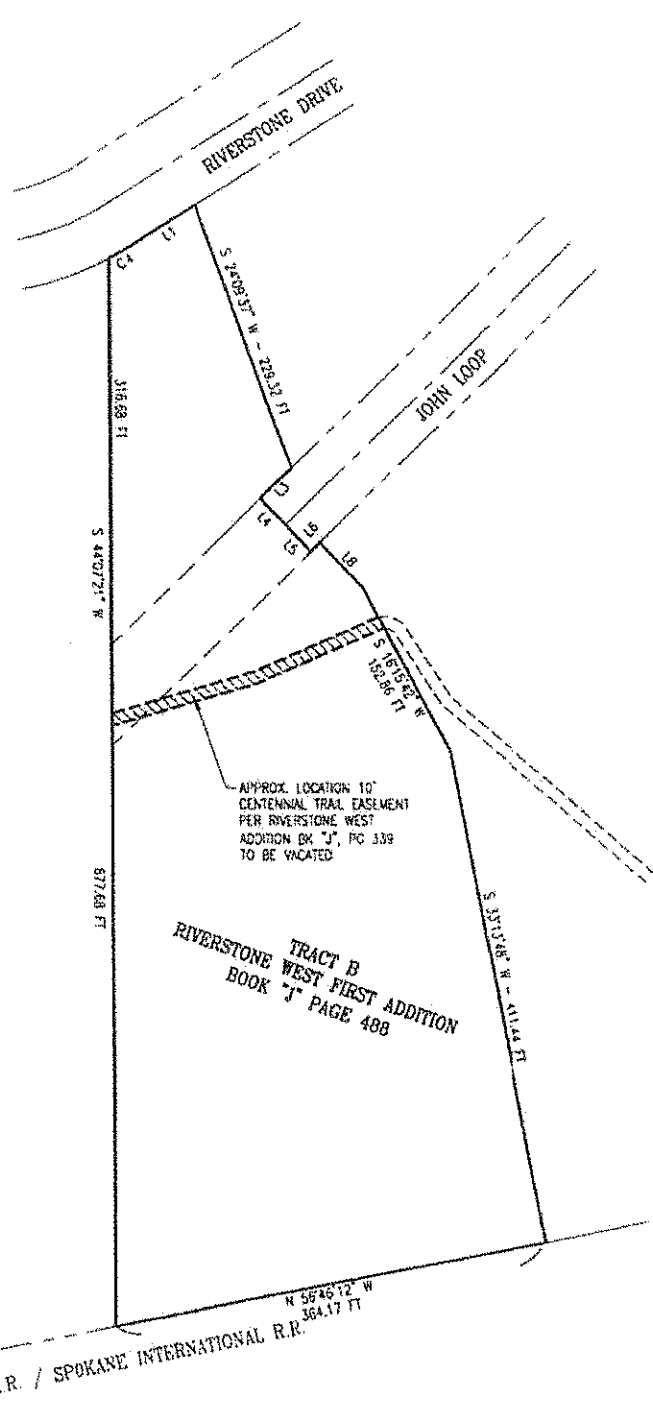 RIVERSTONE DRIVE
C4
L1
S 24°09'37" W - 229.32 FT
JOHN LOOP
316.68 FT
L3
L4
L5
L6
L8
S 44°07'21" W
S 16°15'42" W
152.86 FT
APPROX. LOCATION 10'
CENTENNIAL TRAIL EASEMENT
PER RIVERSTONE WEST
ADDITION BK "J", PG 339
TO BE VACATED
677.68 FT
TRACT B
RIVERSTONE WEST FIRST ADDITION
BOOK "J" PAGE 488
S 33°13'48" W - 411.44 FT
N 56°46'12" W
364.17 FT
.R. / SPOKANE INTERNATIONAL R.R.